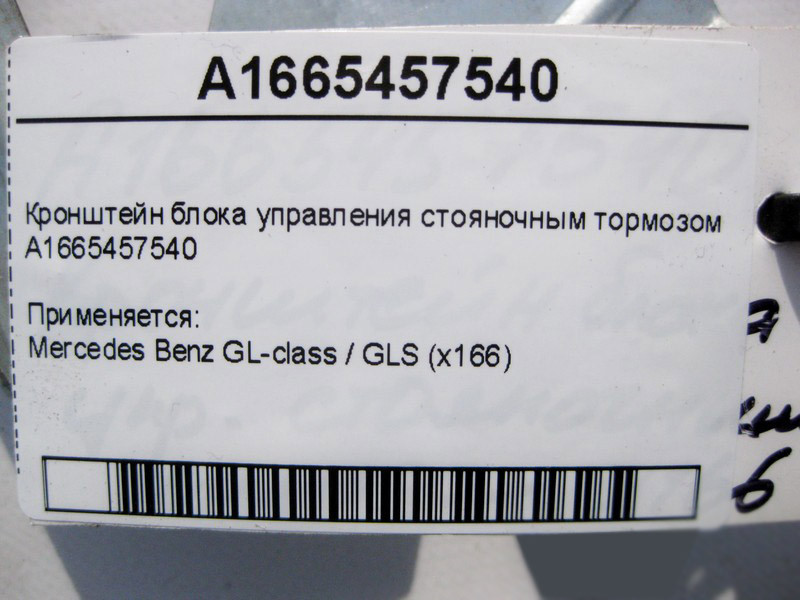 A1665457540
Кронштейн блока управления стояночным тормозом
A1665457540
Применяется:
Mercedes Benz GL-class / GLS (x166)